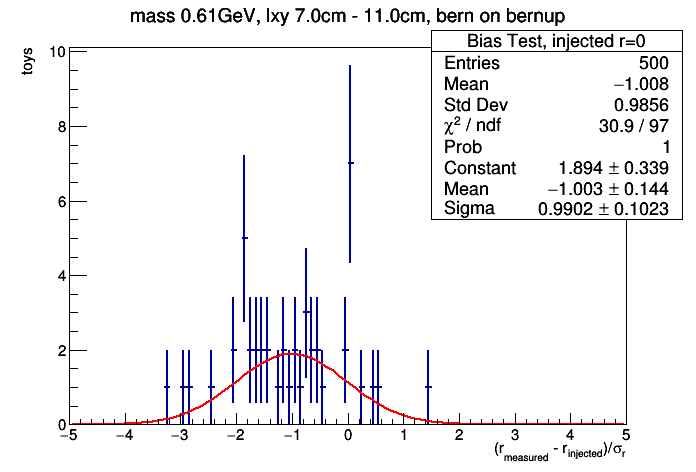 mass 0.61GeV, lxy 7.0cm - 11.0cm, bern on bernup
Bias Test, injected r=0
Entries 500
Mean −1.008
Std Dev 0.9856
χ² / ndf 30.9 / 97
Prob 1
Constant 1.894 ± 0.339
Mean −1.003 ± 0.144
Sigma 0.9902 ± 0.1023
toys
10
8
6
4
2
0
−5 −4 −3 −2 −1 0 1 2 3 4 5
(r_measured - r_injected)/σ_r